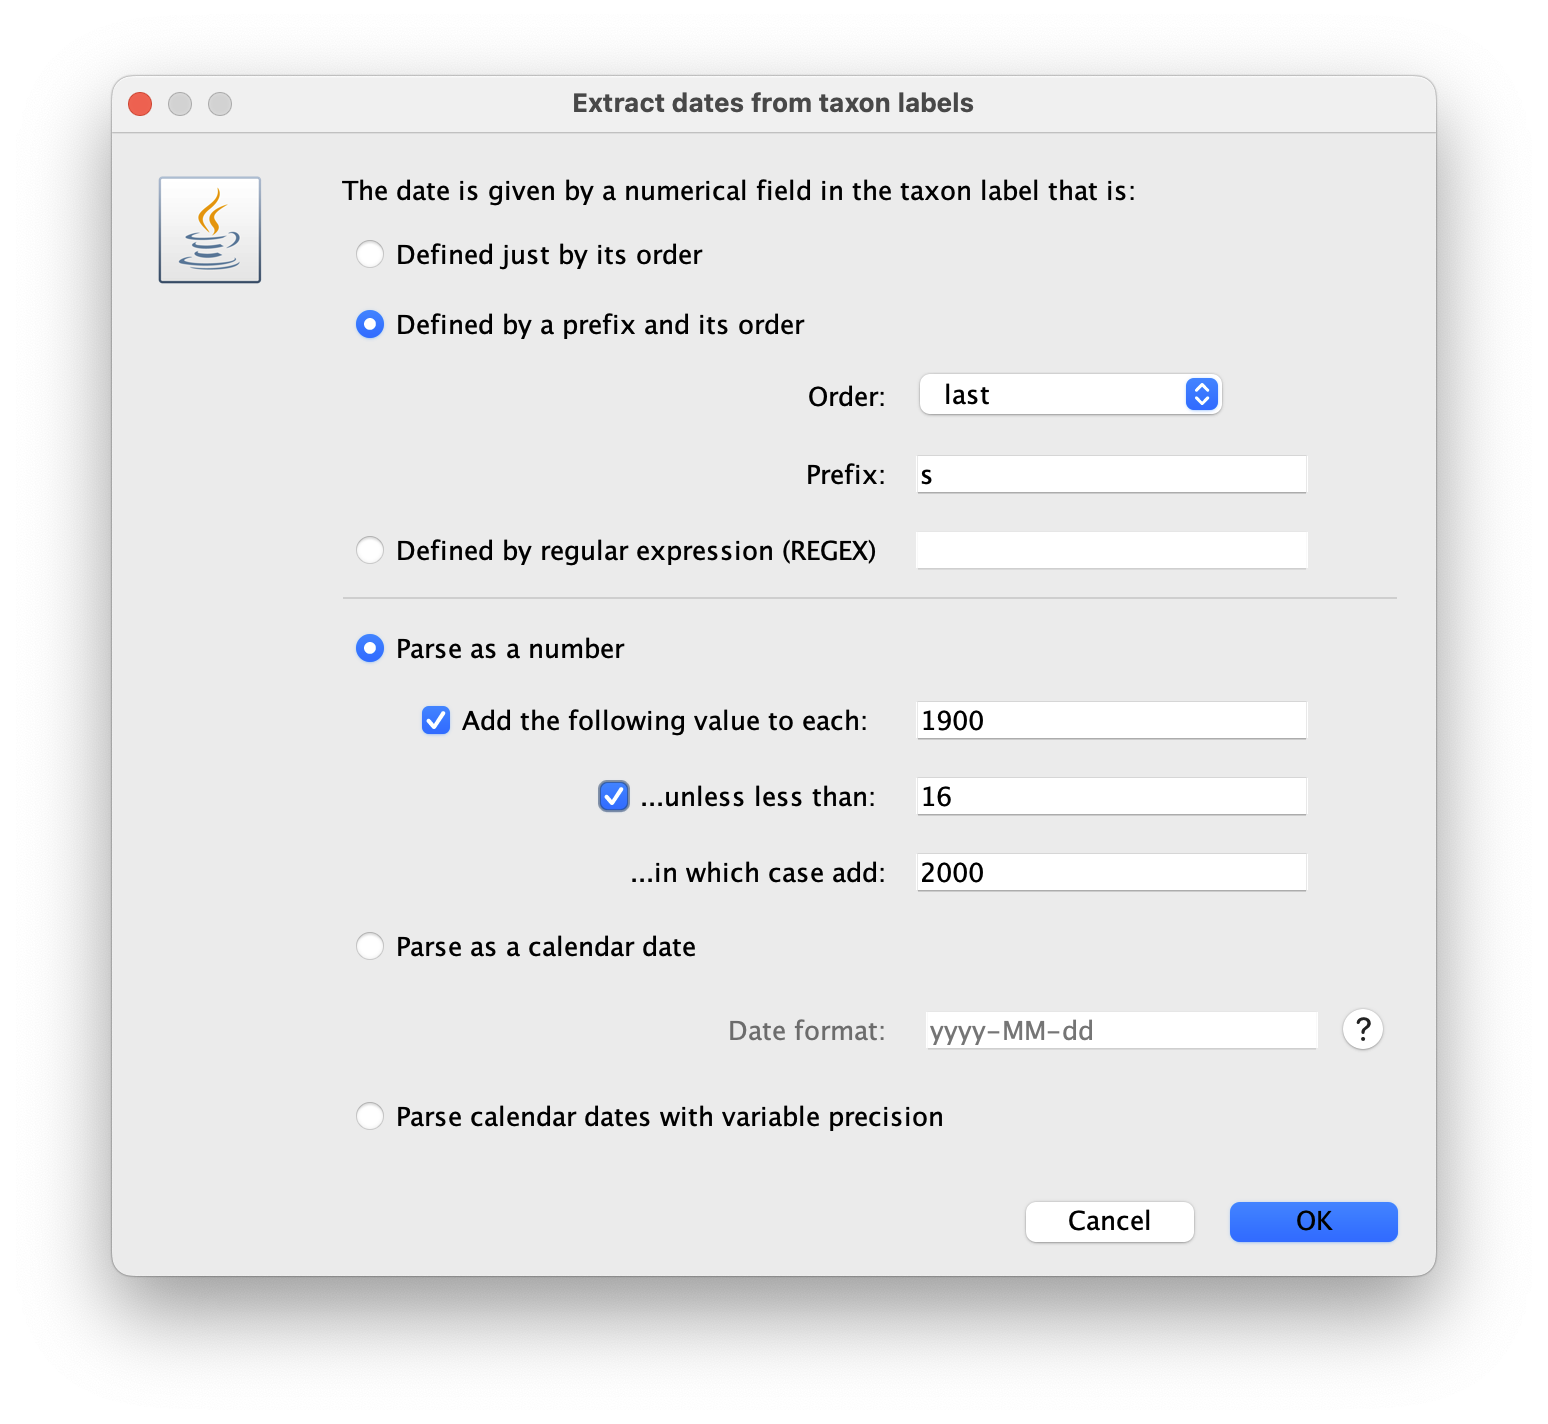 Extract dates from taxon labels
The date is given by a numerical field in the taxon label that is:
Defined just by its order
Defined by a prefix and its order
Order: last
Prefix: s
Defined by regular expression (REGEX)
Parse as a number
Add the following value to each: 1900
...unless less than: 16
...in which case add: 2000
Parse as a calendar date
Date format: yyyy-MM-dd ?
Parse calendar dates with variable precision
Cancel OK